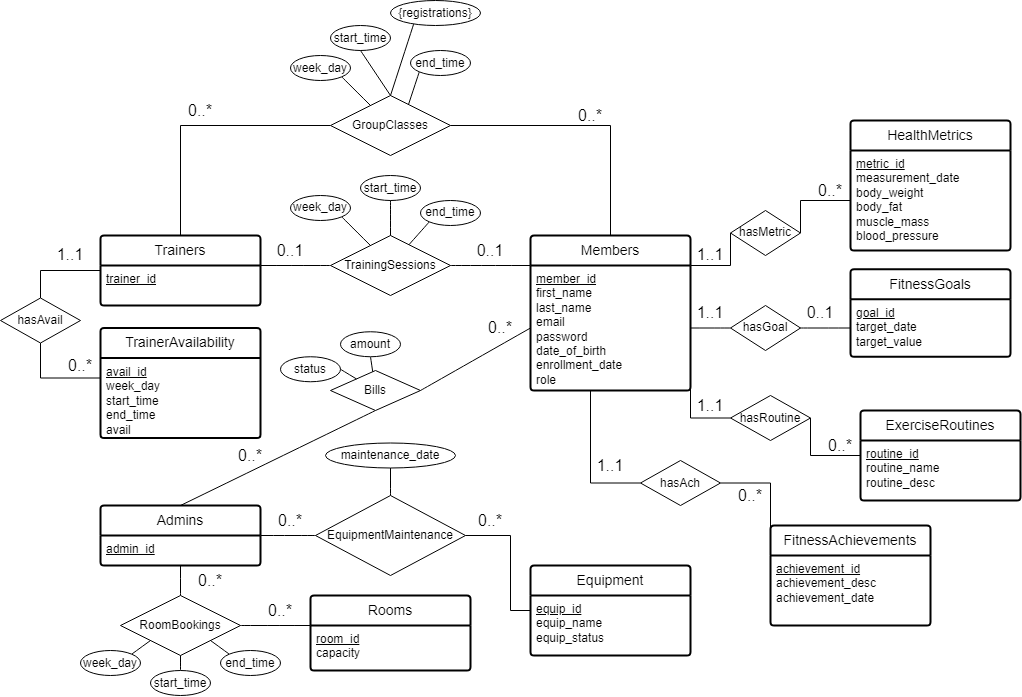 {registrations}
start_time
end_time
week_day
0..*
0..*
GroupClasses
HealthMetrics
metric_id
measurement_date
body_weight
body_fat
muscle_mass
blood_pressure
0..*
hasMetric
1..1
start_time
week_day
end_time
Trainers
trainer_id
0..1
TrainingSessions
0..1
Members
member_id
first_name
last_name
email
password
date_of_birth
enrollment_date
role
1..1
hasAvail
0..*
TrainerAvailability
avail_id
week_day
start_time
end_time
avail
FitnessGoals
goal_id
target_date
target_value
1..1
hasGoal
0..1
0..*
amount
status
Bills
0..*
1..1
hasRoutine
0..*
ExerciseRoutines
routine_id
routine_name
routine_desc
maintenance_date
1..1
hasAch
0..*
Admins
admin_id
0..*
EquipmentMaintenance
0..*
FitnessAchievements
achievement_id
achievement_desc
achievement_date
Equipment
equip_id
equip_name
equip_status
0..*
RoomBookings
0..*
Rooms
room_id
capacity
week_day
start_time
end_time